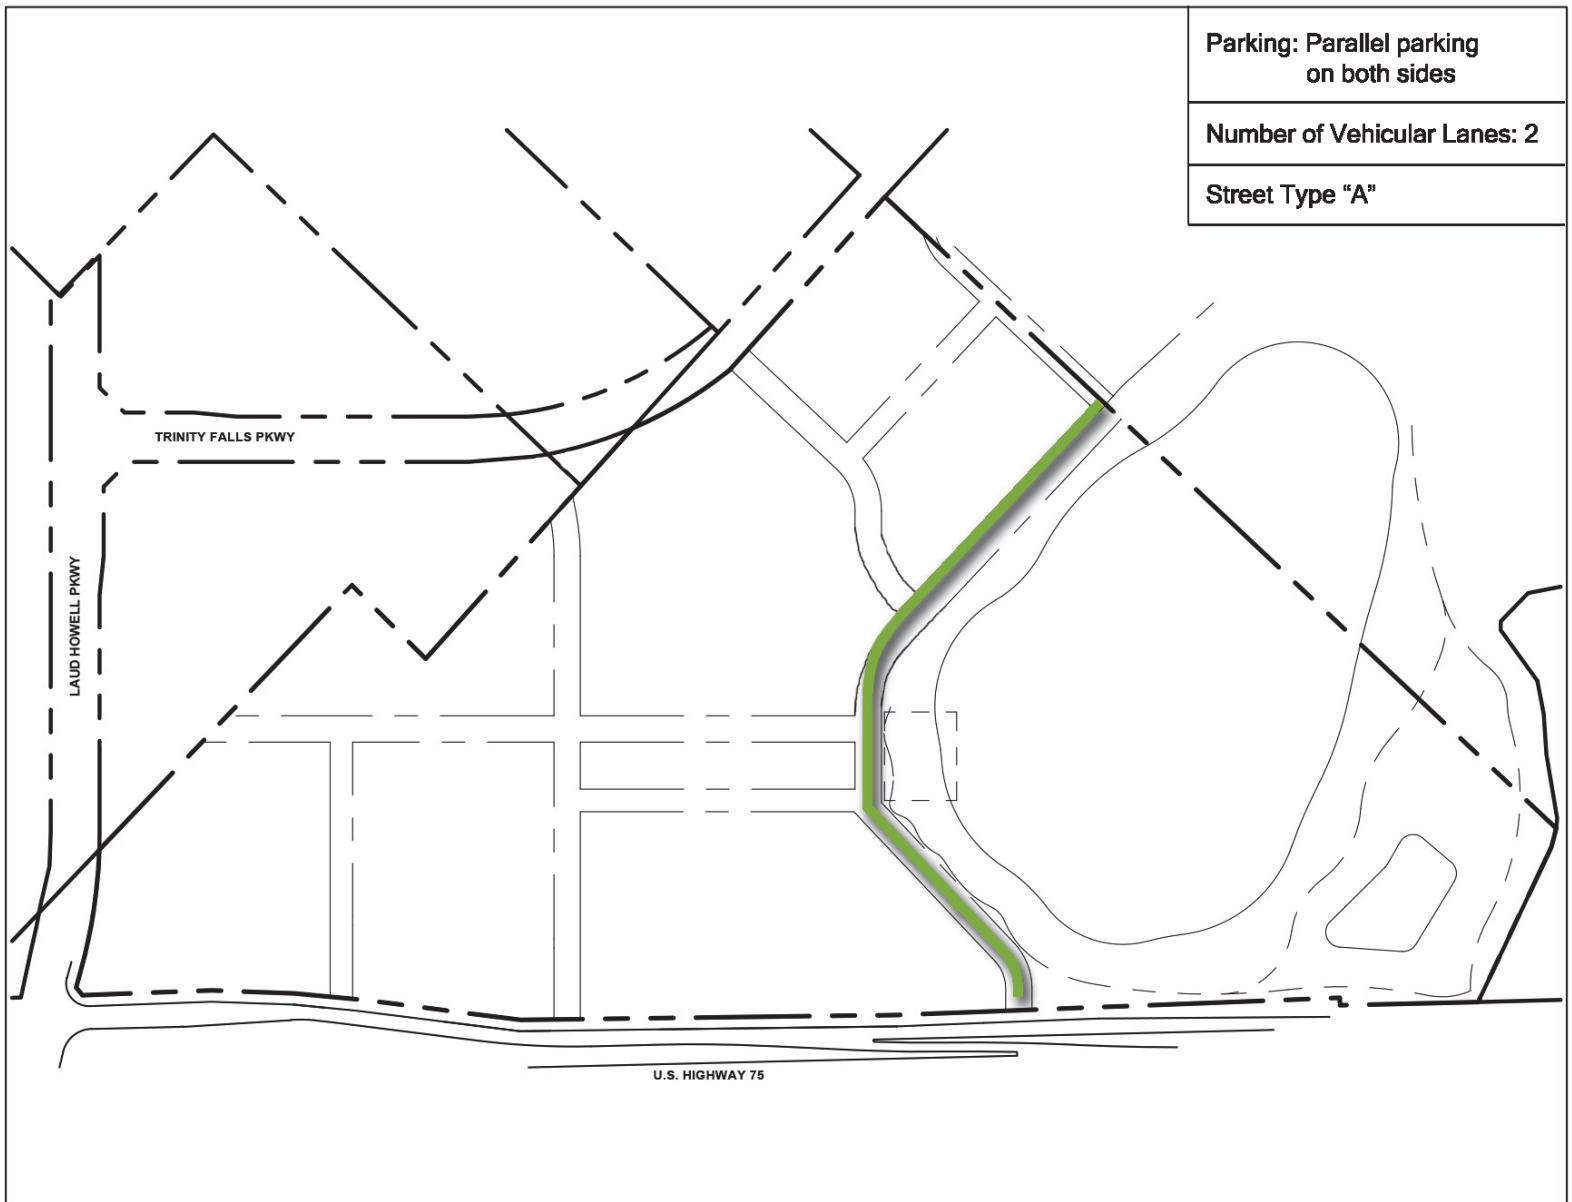 Parking: Parallel parking
on both sides
Number of Vehicular Lanes: 2
Street Type “A”
TRINITY FALLS PKWY
LAUD HOWELL PKWY
U.S. HIGHWAY 75